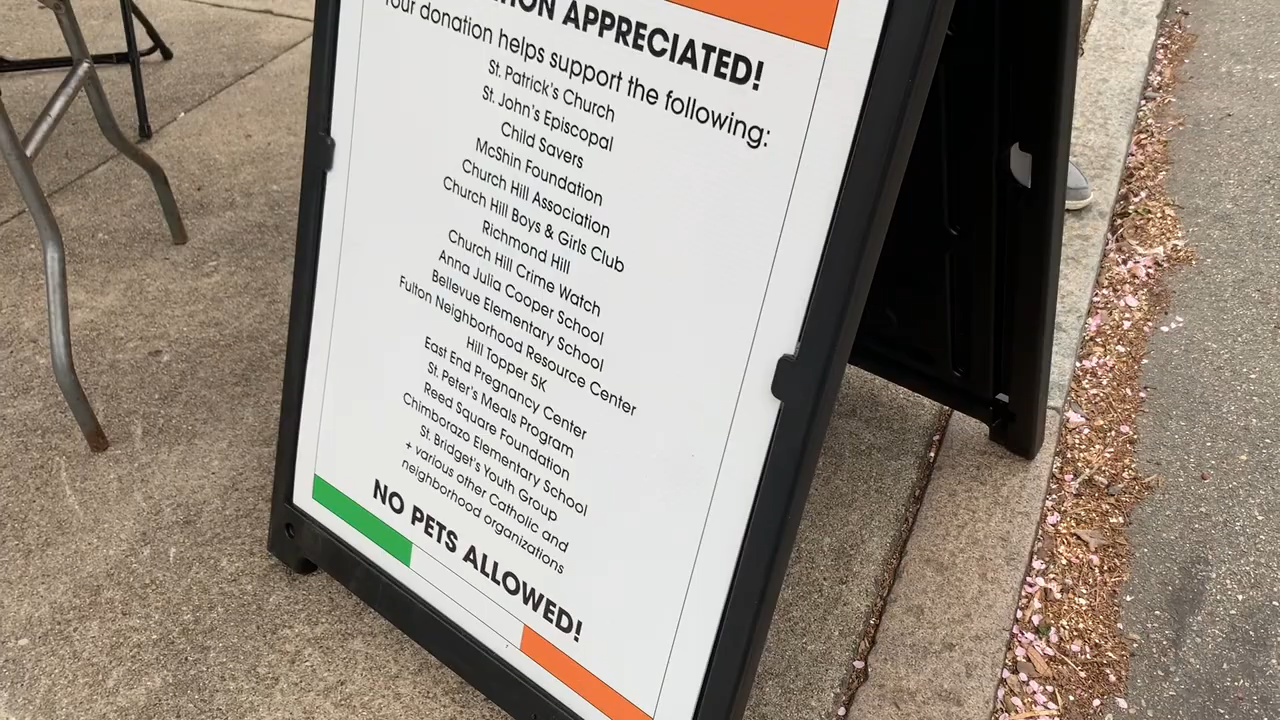 APPRECIATED!
our donation helps support the following:
St. Patrick's Church
St. John's Episcopal
Child Savers
McShin Foundation
Church Hill Association
Church Hill Boys & Girls Club
Richmond Hill
Church Hill Crime Watch
Anna Julia Cooper School
Bellevue Elementary School
Fulton Neighborhood Resource Center
Hill Topper 5K
East End Pregnancy Center
St. Peter's Meals Program
Reed Square Foundation
Chimborazo Elementary School
St. Bridget's Youth Group
+ various other Catholic and
neighborhood organizations
NO PETS ALLOWED!